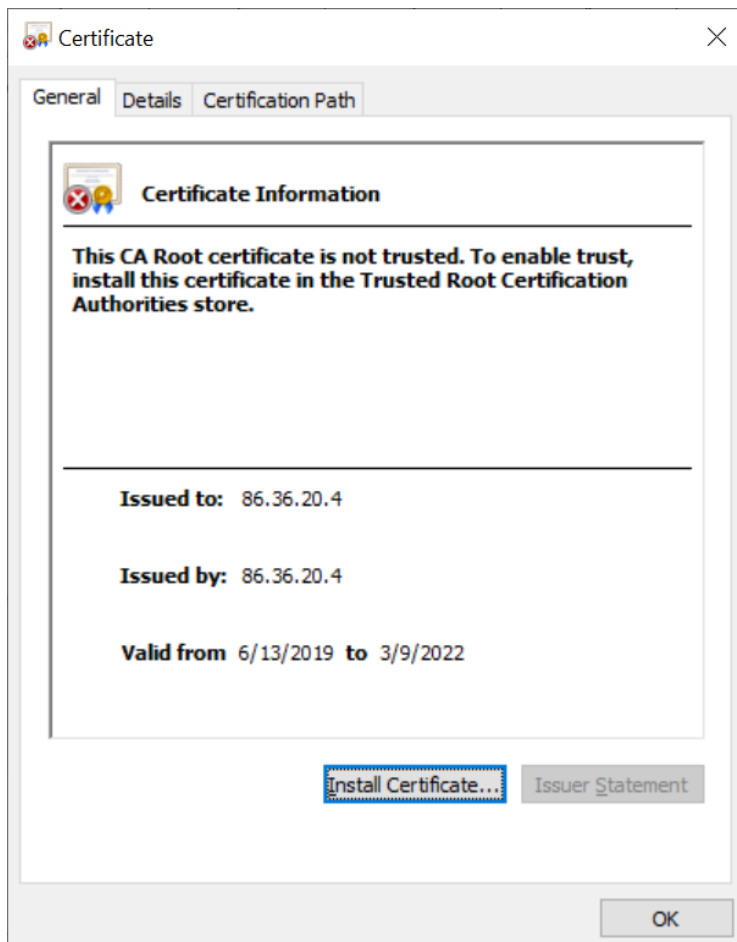 Certificate
General Details Certification Path
Certificate Information
This CA Root certificate is not trusted. To enable trust,
install this certificate in the Trusted Root Certification
Authorities store.
Issued to: 86.36.20.4
Issued by: 86.36.20.4
Valid from 6/13/2019 to 3/9/2022
Install Certificate... Issuer Statement
OK